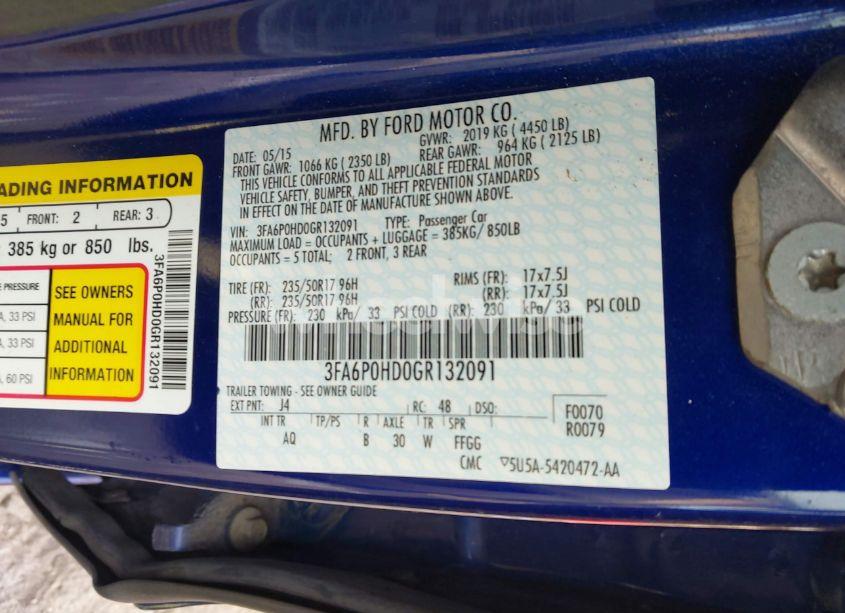 ADING INFORMATION
5 FRONT: 2 REAR: 3
385 kg or 850 lbs.
PRESSURE
, 33 PSI
A, 33 PSI
A, 60 PSI
SEE OWNERS
MANUAL FOR
ADDITIONAL
INFORMATION
3FA6P0HD0GR132091
MFD. BY FORD MOTOR CO.
DATE: 05/15 GVWR: 2019 KG ( 4450 LB)
FRONT GAWR: 1066 KG ( 2350 LB) REAR GAWR: 964 KG ( 2125 LB)
THIS VEHICLE CONFORMS TO ALL APPLICABLE FEDERAL MOTOR
VEHICLE SAFETY, BUMPER, AND THEFT PREVENTION STANDARDS
IN EFFECT ON THE DATE OF MANUFACTURE SHOWN ABOVE.
VIN: 3FA6P0HD0GR132091 TYPE: Passenger Car
MAXIMUM LOAD = OCCUPANTS + LUGGAGE = 385KG/ 850LB
OCCUPANTS = 5 TOTAL: 2 FRONT, 3 REAR
TIRE (FR): 235/50R17 96H RIMS (FR): 17x7.5J
(RR): 235/50R17 96H (RR): 17x7.5J
PRESSURE (FR): 230 kPa/ 33 PSI COLD (RR): 230 kPa/ 33 PSI COLD
3FA6P0HD0GR132091
TRAILER TOWING - SEE OWNER GUIDE
EXT PNT: J4 RC: 48 DSO: F0070
R0079
INT TR TP/PS R AXLE TR SPR
AQ B 30 W FFGG
CMC 5U5A-5420472-AA